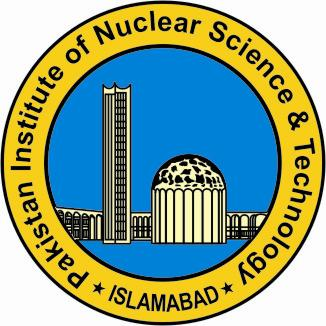 Pakistan Institute of Nuclear Science & Technology
★ ISLAMABAD ★